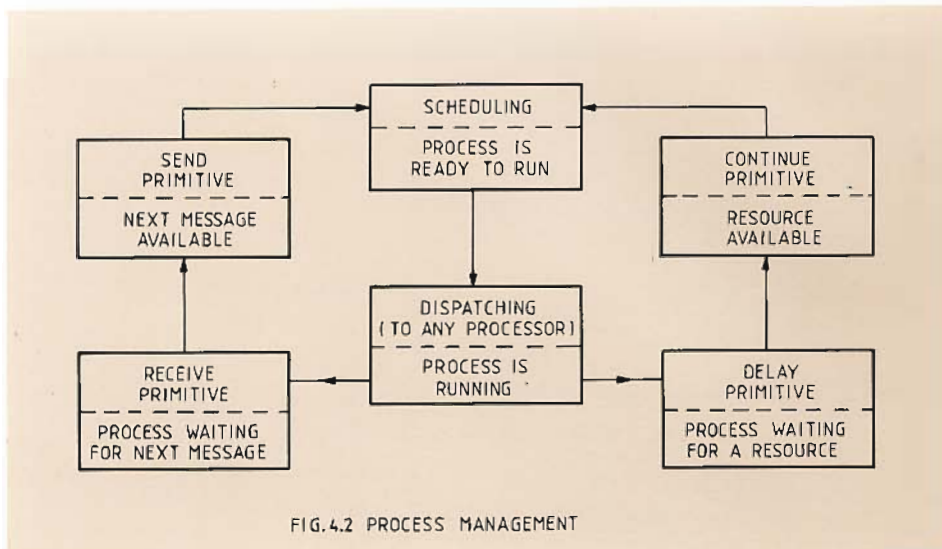 SCHEDULING
PROCESS IS
READY TO RUN
SEND
PRIMITIVE
NEXT MESSAGE
AVAILABLE
CONTINUE
PRIMITIVE
RESOURCE
AVAILABLE
DISPATCHING
(TO ANY PROCESSOR)
PROCESS IS
RUNNING
RECEIVE
PRIMITIVE
PROCESS WAITING
FOR NEXT MESSAGE
DELAY
PRIMITIVE
PROCESS WAITING
FOR A RESOURCE
FIG.4.2 PROCESS MANAGEMENT